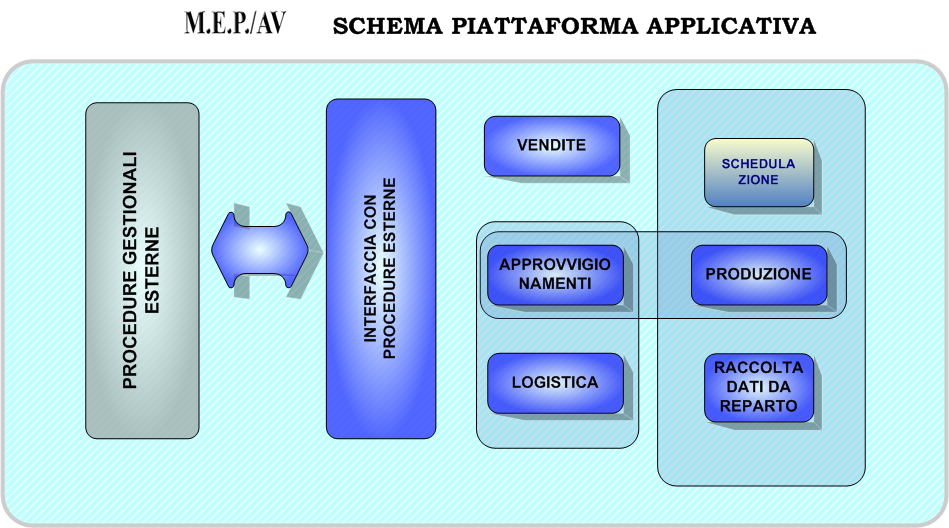 M.E.P./AV SCHEMA PIATTAFORMA APPLICATIVA
PROCEDURE GESTIONALI
ESTERNE
INTERFACCIA CON
PROCEDURE ESTERNE
VENDITE
SCHEDULA
ZIONE
APPROVVIGIO
NAMENTI
PRODUZIONE
LOGISTICA
RACCOLTA
DATI DA
REPARTO